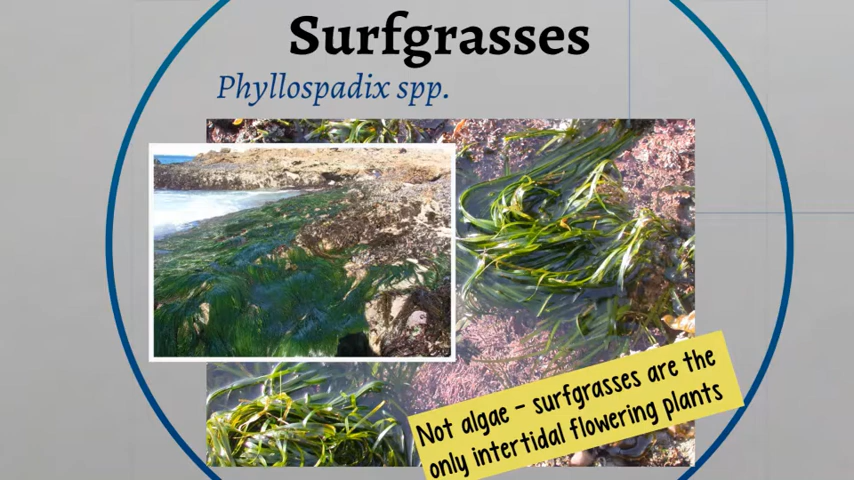 Surfgrasses
Phyllospadix spp.
Not algae - surfgrasses are the
only intertidal flowering plants